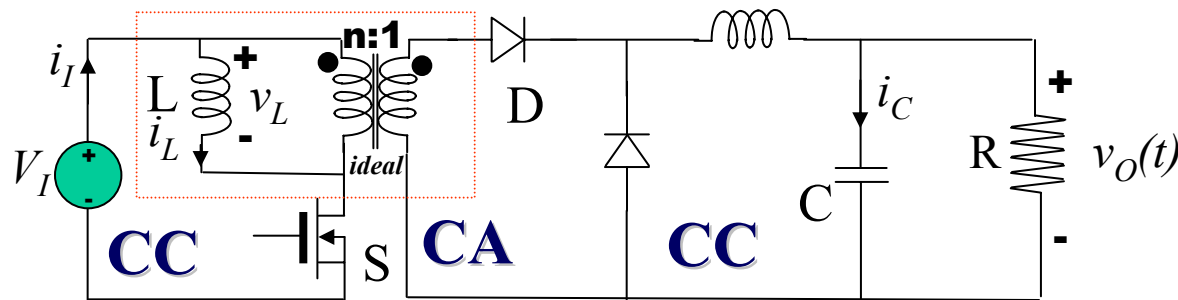 n:1
i_I
L
+
v_L
-
i_L
ideal
V_I
+
-
S
D
i_C
C
R
+
v_O(t)
-
CC
CA
CC